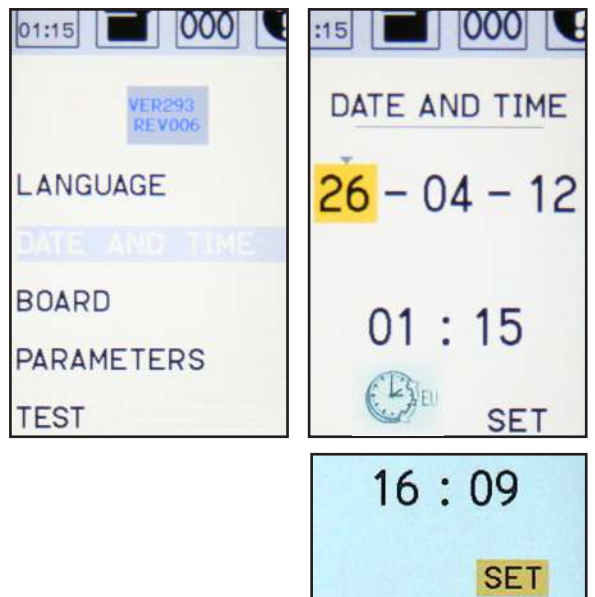 01:15
000
VER293
REV006
LANGUAGE
DATE AND TIME
BOARD
PARAMETERS
TEST
:15
000
DATE AND TIME
26 - 04 - 12
01 : 15
EU
SET
16 : 09
SET